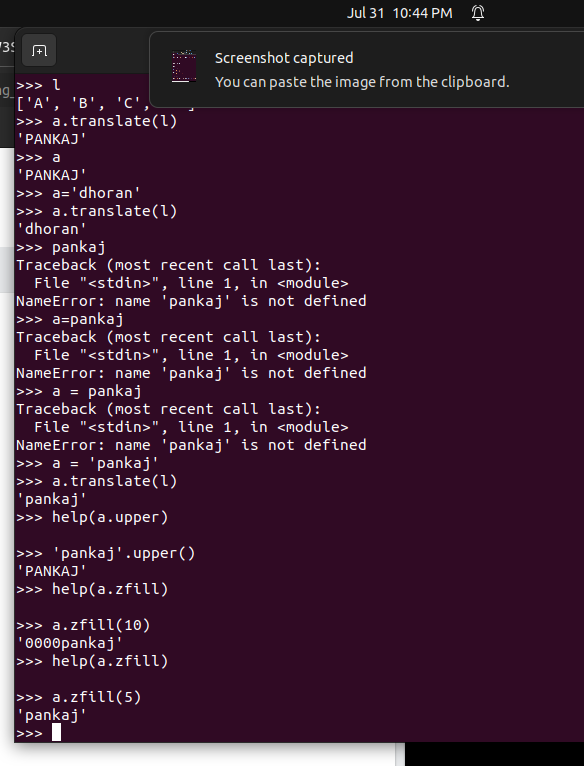 Jul 31 10:44 PM
Screenshot captured
You can paste the image from the clipboard.
>>> l
['A', 'B', 'C',
>>> a.translate(l)
'PANKAJ'
>>> a
'PANKAJ'
>>> a='dhoran'
>>> a.translate(l)
'dhoran'
>>> pankaj
Traceback (most recent call last):
  File "<stdin>", line 1, in <module>
NameError: name 'pankaj' is not defined
>>> a=pankaj
Traceback (most recent call last):
  File "<stdin>", line 1, in <module>
NameError: name 'pankaj' is not defined
>>> a = pankaj
Traceback (most recent call last):
  File "<stdin>", line 1, in <module>
NameError: name 'pankaj' is not defined
>>> a = 'pankaj'
>>> a.translate(l)
'pankaj'
>>> help(a.upper)
>>> 'pankaj'.upper()
'PANKAJ'
>>> help(a.zfill)
>>> a.zfill(10)
'0000pankaj'
>>> help(a.zfill)
>>> a.zfill(5)
'pankaj'
>>>